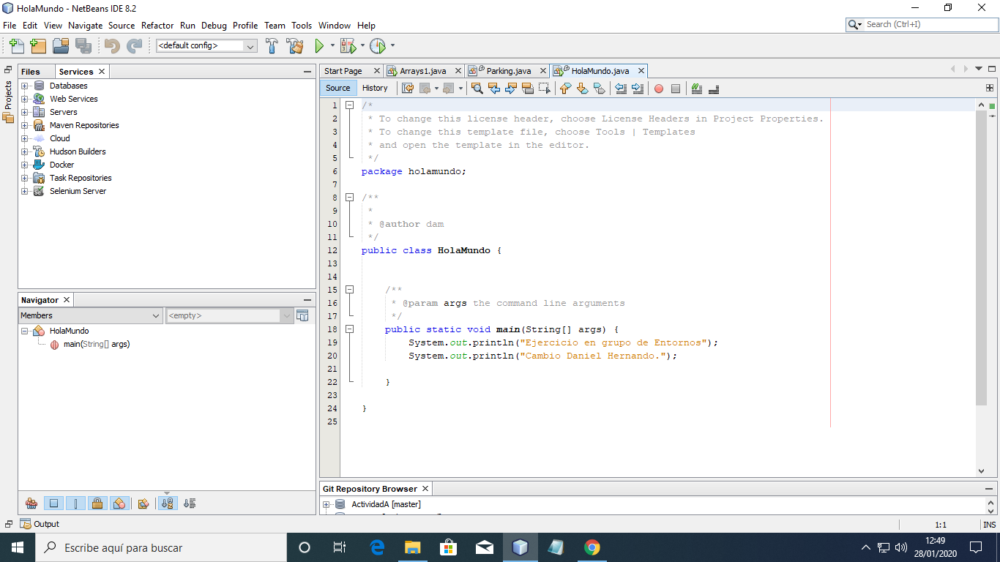 HolaMundo - NetBeans IDE 8.2
File Edit View Navigate Source Refactor Run Debug Profile Team Tools Window Help
Search (Ctrl+I)
<default config>
Projects
Files Services
Databases
Web Services
Servers
Maven Repositories
Cloud
Hudson Builders
Docker
Task Repositories
Selenium Server
Navigator
Members <empty>
HolaMundo
main(String[] args)
Start Page Arrays1.java Parking.java HolaMundo.java
Source History
1 /*
2 * To change this license header, choose License Headers in Project Properties.
3 * To change this template file, choose Tools | Templates
4 * and open the template in the editor.
5 */
6 package holamundo;
7
8 /**
9 *
10 * @author dam
11 */
12 public class HolaMundo {
13
14
15 /**
16 * @param args the command line arguments
17 */
18 public static void main(String[] args) {
19 System.out.println("Ejercicio en grupo de Entornos");
20 System.out.println("Cambio Daniel Hernando.");
21
22 }
23
24 }
25
Git Repository Browser
ActividadA [master]
Output
1:1 INS
Escribe aquí para buscar
12:49
28/01/2020